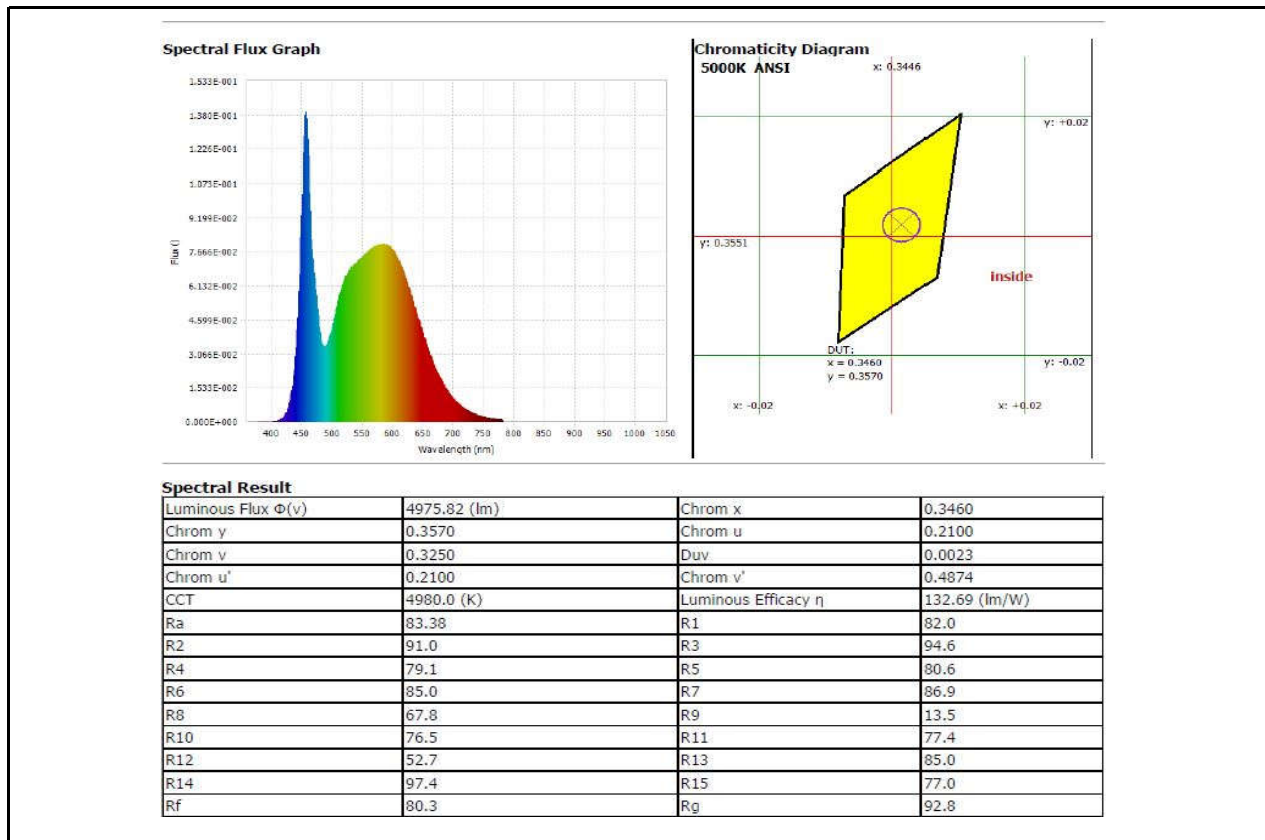 Spectral Flux Graph
1.533E-001
1.380E-001
1.226E-001
1.073E-001
9.199E-002
7.666E-002
6.132E-002
4.599E-002
3.066E-002
1.533E-002
0.000E+000
Flux ()
400 450 500 550 600 650 700 750 800 850 900 950 1000 1050
Wavelength (nm)
Chromaticity Diagram
5000K ANSI
x: 0.3446
y: +0.02
y: 0.3551
inside
DUT:
x = 0.3460
y = 0.3570
y: -0.02
x: -0.02
x: +0.02
Spectral Result
Luminous Flux Φ(v) 4975.82 (lm) Chrom x 0.3460
Chrom y 0.3570 Chrom u 0.2100
Chrom v 0.3250 Duv 0.0023
Chrom u' 0.2100 Chrom v' 0.4874
CCT 4980.0 (K) Luminous Efficacy η 132.69 (lm/W)
Ra 83.38 R1 82.0
R2 91.0 R3 94.6
R4 79.1 R5 80.6
R6 85.0 R7 86.9
R8 67.8 R9 13.5
R10 76.5 R11 77.4
R12 52.7 R13 85.0
R14 97.4 R15 77.0
Rf 80.3 Rg 92.8